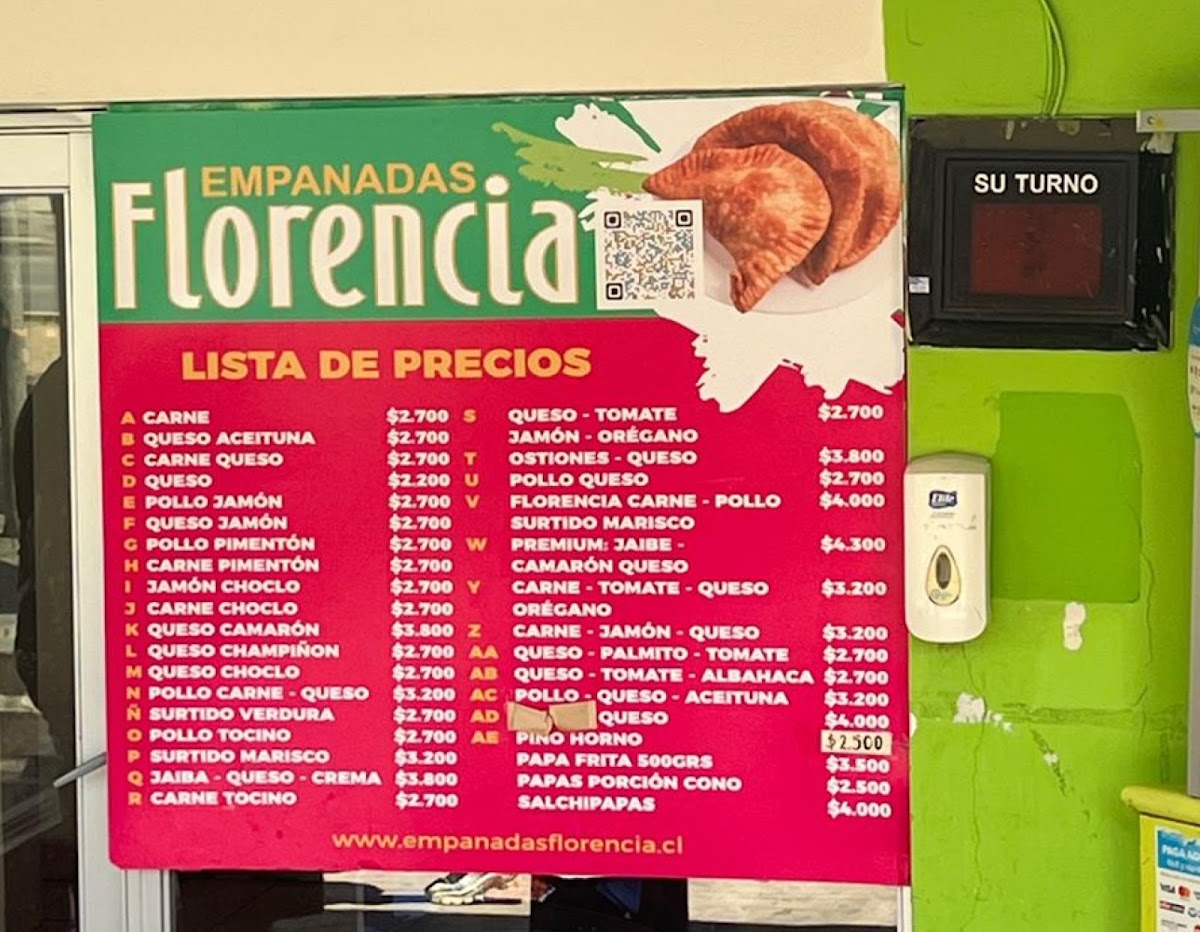 EMPANADAS
Florencia
SU TURNO
LISTA DE PRECIOS
A CARNE $2.700
B QUESO ACEITUNA $2.700
C CARNE QUESO $2.700
D QUESO $2.200
E POLLO JAMÓN $2.700
F QUESO JAMÓN $2.700
G POLLO PIMENTÓN $2.700
H CARNE PIMENTÓN $2.700
I JAMÓN CHOCLO $2.700
J CARNE CHOCLO $2.700
K QUESO CAMARÓN $3.800
L QUESO CHAMPIÑON $2.700
M QUESO CHOCLO $2.700
N POLLO CARNE - QUESO $3.200
Ñ SURTIDO VERDURA $2.700
O POLLO TOCINO $2.700
P SURTIDO MARISCO $3.200
Q JAIBA - QUESO - CREMA $3.800
R CARNE TOCINO $2.700
S QUESO - TOMATE $2.700
JAMÓN - ORÉGANO
T OSTIONES - QUESO $3.800
U POLLO QUESO $2.700
V FLORENCIA CARNE - POLLO $4.000
SURTIDO MARISCO
W PREMIUM: JAIBE - $4.300
CAMARÓN QUESO
Y CARNE - TOMATE - QUESO $3.200
ORÉGANO
Z CARNE - JAMÓN - QUESO $3.200
AA QUESO - PALMITO - TOMATE $2.700
AB QUESO - TOMATE - ALBAHACA $2.700
AC POLLO - QUESO - ACEITUNA $3.200
AD QUESO $4.000
AE PINO HORNO $2.500
PAPA FRITA 500GRS $3.500
PAPAS PORCIÓN CONO $2.500
SALCHIPAPAS $4.000
www.empanadasflorencia.cl
Elite
VISA